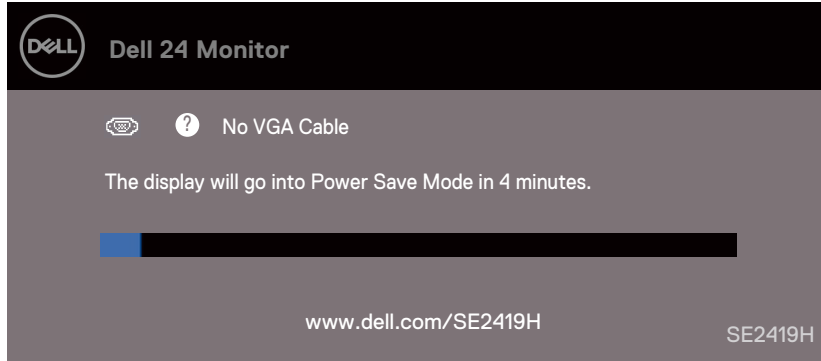 DELL
Dell 24 Monitor
? No VGA Cable
The display will go into Power Save Mode in 4 minutes.
www.dell.com/SE2419H
SE2419H